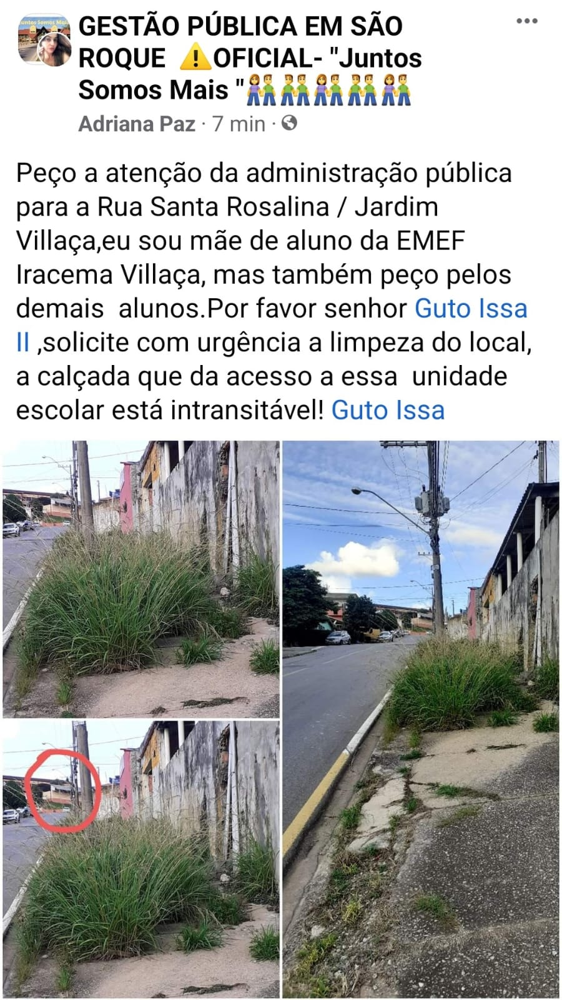 GESTÃO PÚBLICA EM SÃO
ROQUE ⚠️OFICIAL- "Juntos
Somos Mais "👫👬👫👬👫
Adriana Paz · 7 min ·
Peço a atenção da administração pública
para a Rua Santa Rosalina / Jardim
Villaça,eu sou mãe de aluno da EMEF
Iracema Villaça, mas também peço pelos
demais  alunos.Por favor senhor Guto Issa
II ,solicite com urgência a limpeza do local,
a calçada que da acesso a essa  unidade
escolar está intransitável! Guto Issa